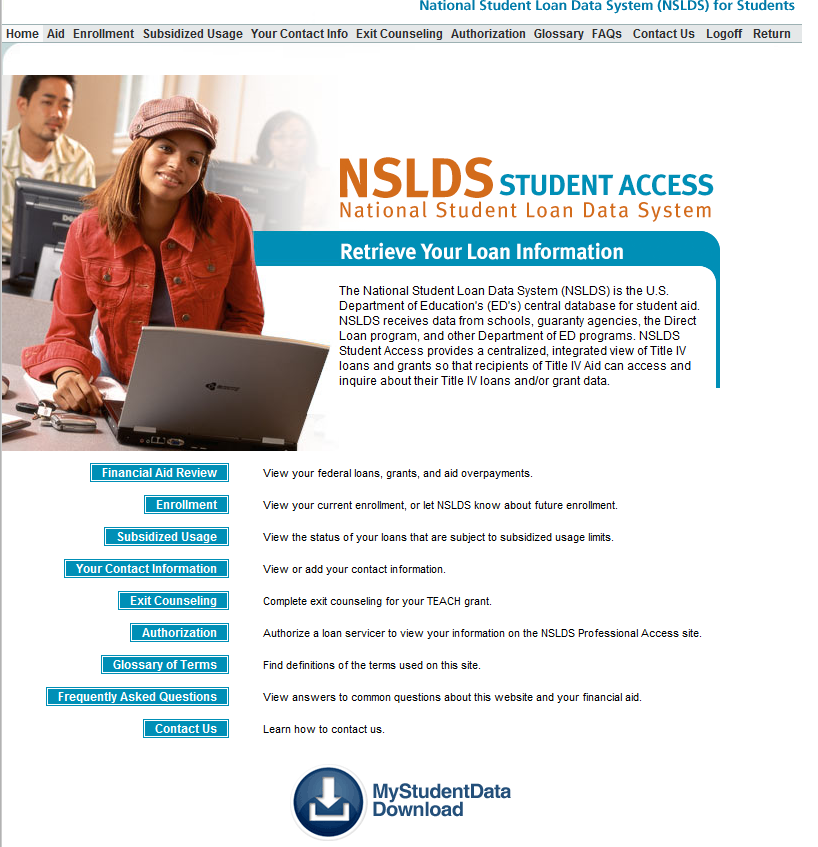 National Student Loan Data System (NSLDS) for Students
Home Aid Enrollment Subsidized Usage Your Contact Info Exit Counseling Authorization Glossary FAQs Contact Us Logoff Return
NSLDS STUDENT ACCESS
National Student Loan Data System
Retrieve Your Loan Information
The National Student Loan Data System (NSLDS) is the U.S.
Department of Education's (ED's) central database for student aid.
NSLDS receives data from schools, guaranty agencies, the Direct
Loan program, and other Department of ED programs. NSLDS
Student Access provides a centralized, integrated view of Title IV
loans and grants so that recipients of Title IV Aid can access and
inquire about their Title IV loans and/or grant data.
Financial Aid Review View your federal loans, grants, and aid overpayments.
Enrollment View your current enrollment, or let NSLDS know about future enrollment.
Subsidized Usage View the status of your loans that are subject to subsidized usage limits.
Your Contact Information View or add your contact information.
Exit Counseling Complete exit counseling for your TEACH grant.
Authorization Authorize a loan servicer to view your information on the NSLDS Professional Access site.
Glossary of Terms Find definitions of the terms used on this site.
Frequently Asked Questions View answers to common questions about this website and your financial aid.
Contact Us Learn how to contact us.
MyStudentData
Download